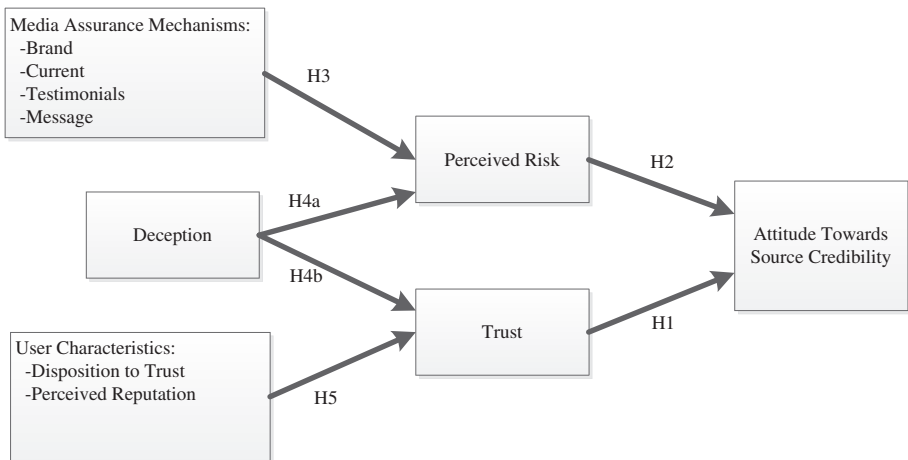 Media Assurance Mechanisms:
-Brand
-Current
-Testimonials
-Message
H3
Perceived Risk
H2
H4a
Deception
Attitude Towards
Source Credibility
H4b
Trust
H1
User Characteristics:
-Disposition to Trust
-Perceived Reputation
H5